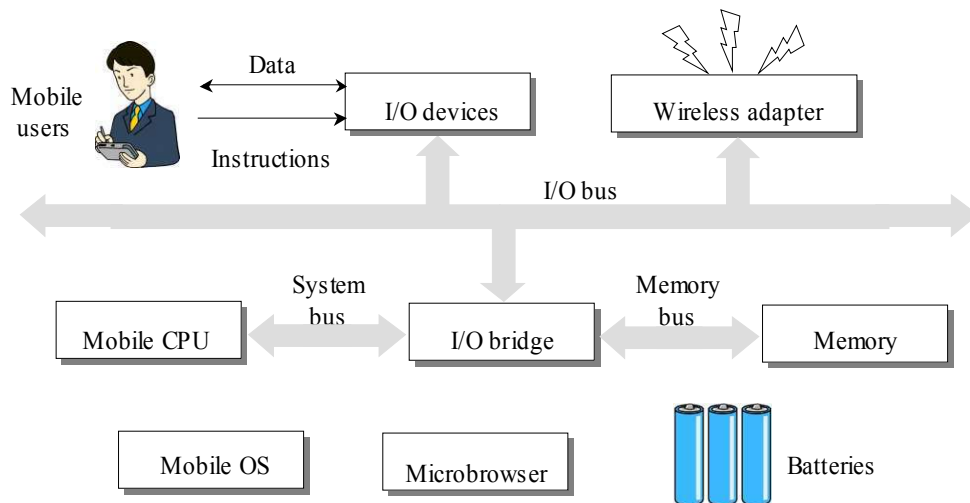 Mobile
users
Data
Instructions
I/O devices
Wireless adapter
I/O bus
System
bus
Memory
bus
Mobile CPU
I/O bridge
Memory
Mobile OS
Microbrowser
Batteries